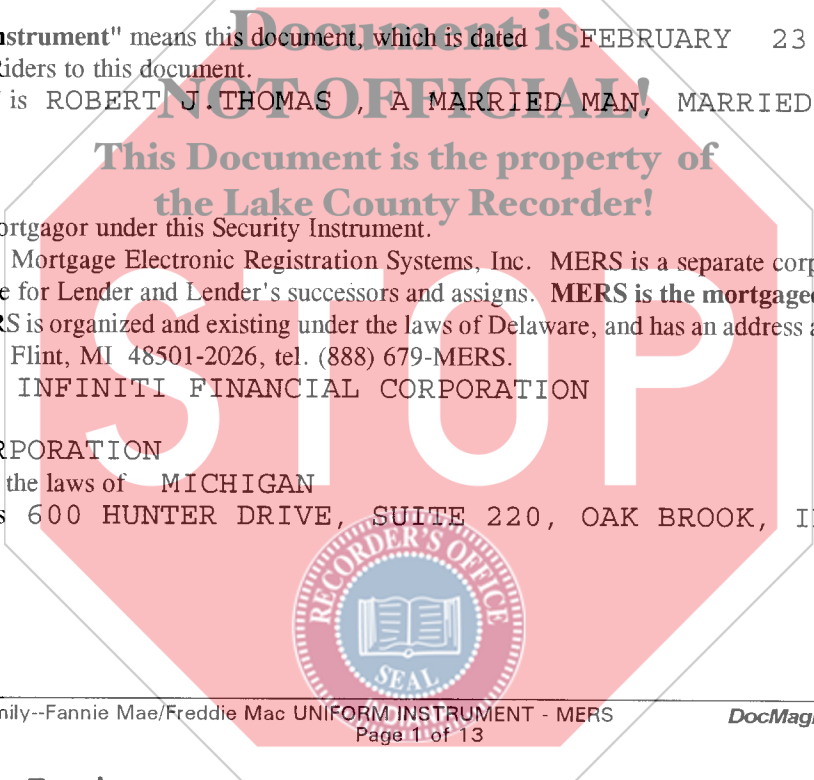 Document is
nstrument" means this document, which is dated FEBRUARY 23
Riders to this document.
is ROBERT J.THOMAS , A MARRIED MAN, MARRIED
NOT OFFICIAL!
This Document is the property of
the Lake County Recorder!
ortgagor under this Security Instrument.
Mortgage Electronic Registration Systems, Inc. MERS is a separate corp
e for Lender and Lender's successors and assigns. MERS is the mortgagee
RS is organized and existing under the laws of Delaware, and has an address a
Flint, MI 48501-2026, tel. (888) 679-MERS.
STOP
INFINITI FINANCIAL CORPORATION
RPORATION
the laws of MICHIGAN
s 600 HUNTER DRIVE, SUITE 220, OAK BROOK, I
RECORDER'S OFFICE
SEAL
INDIANA
mily--Fannie Mae/Freddie Mac UNIFORM INSTRUMENT - MERS
DocMag
Page 1 of 13